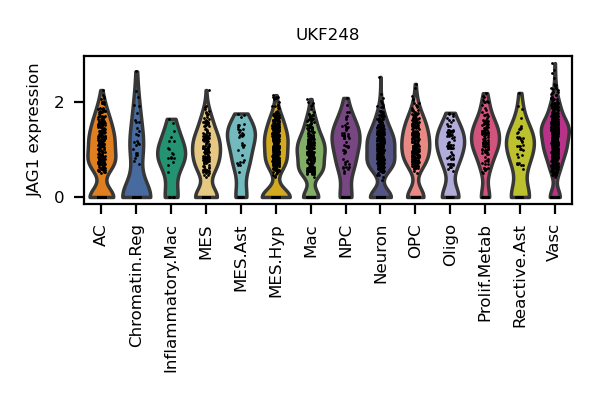 UKF248
JAG1 expression
2
0
AC
Chromatin.Reg
Inflammatory.Mac
MES
MES.Ast
MES.Hyp
Mac
NPC
Neuron
OPC
Oligo
Prolif.Metab
Reactive.Ast
Vasc